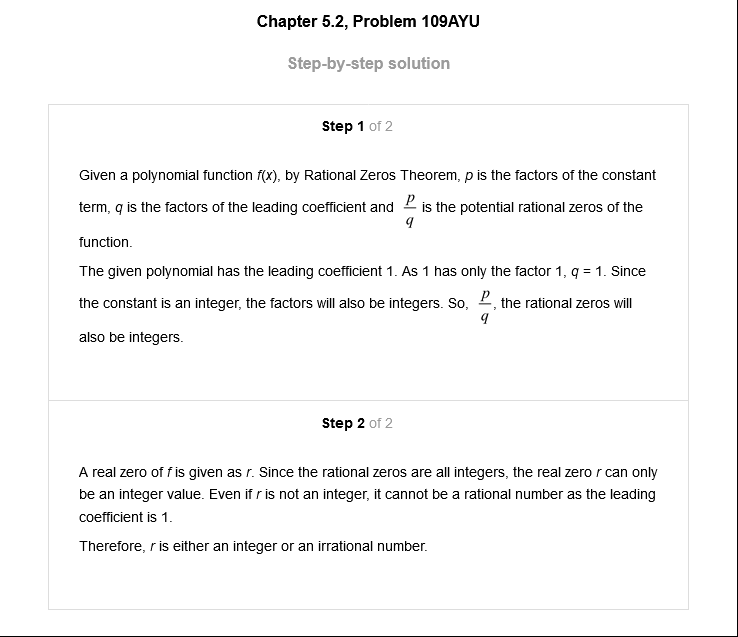 Chapter 5.2, Problem 109AYU
Step-by-step solution
Step 1 of 2
Given a polynomial function f(x), by Rational Zeros Theorem, p is the factors of the constant
term, q is the factors of the leading coefficient and p/q is the potential rational zeros of the
function.
The given polynomial has the leading coefficient 1. As 1 has only the factor 1, q = 1. Since
the constant is an integer, the factors will also be integers. So, p/q, the rational zeros will
also be integers.
Step 2 of 2
A real zero of f is given as r. Since the rational zeros are all integers, the real zero r can only
be an integer value. Even if r is not an integer, it cannot be a rational number as the leading
coefficient is 1.
Therefore, r is either an integer or an irrational number.